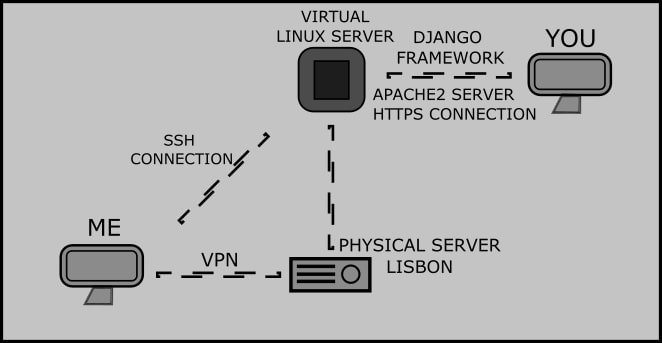 VIRTUAL
LINUX SERVER
DJANGO
FRAMEWORK
YOU
APACHE2 SERVER
HTTPS CONNECTION
SSH
CONNECTION
ME
VPN
PHYSICAL SERVER
LISBON